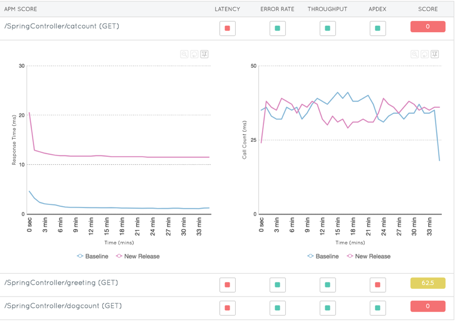 APM SCORE LATENCY ERROR RATE THROUGHPUT APDEX SCORE
/SpringController/catcount (GET) 0
30
20
10
0
Response Time (ms)
0 sec 3 min 6 min 9 min 12 min 15 min 18 min 21 min 24 min 27 min 30 min 33 min
Time (mins)
Baseline New Release
50
25
0
Call Count (ms)
0 sec 3 min 6 min 9 min 12 min 15 min 18 min 21 min 24 min 27 min 30 min 33 min
Time (mins)
Baseline New Release
/SpringController/greeting (GET) 62.5
/SpringController/dogcount (GET) 0